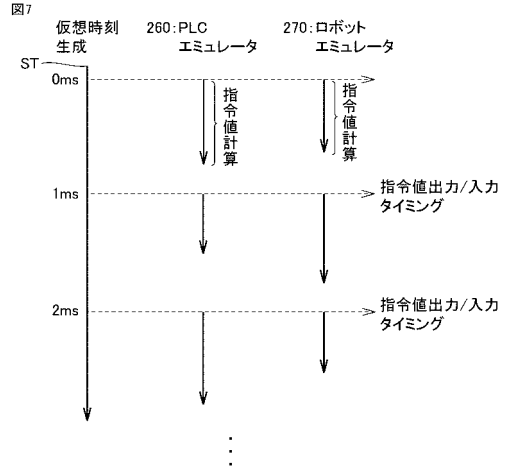 図7
仮想時刻
生成
260:PLC
エミュレータ
270:ロボット
エミュレータ
ST
0ms
指令値計算
指令値計算
1ms
指令値出力/入力
タイミング
2ms
指令値出力/入力
タイミング